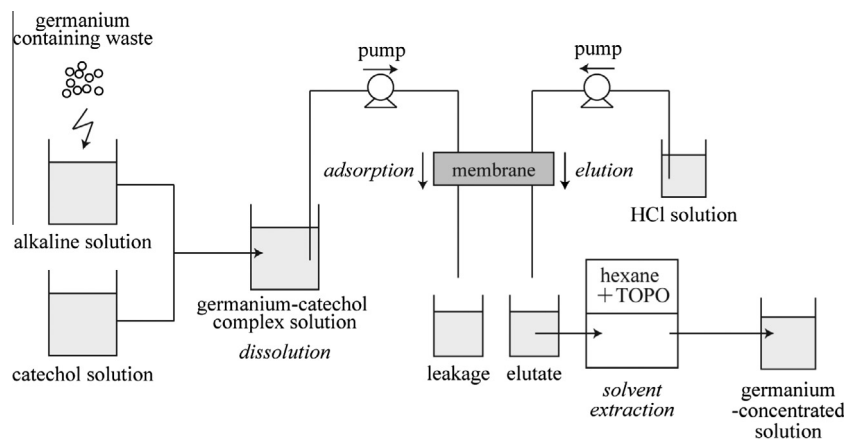 germanium
containing waste
pump
pump
adsorption
membrane
elution
HCl solution
alkaline solution
hexane
+TOPO
germanium-catechol
complex solution
dissolution
catechol solution
leakage
elutate
solvent
extraction
germanium
-concentrated
solution